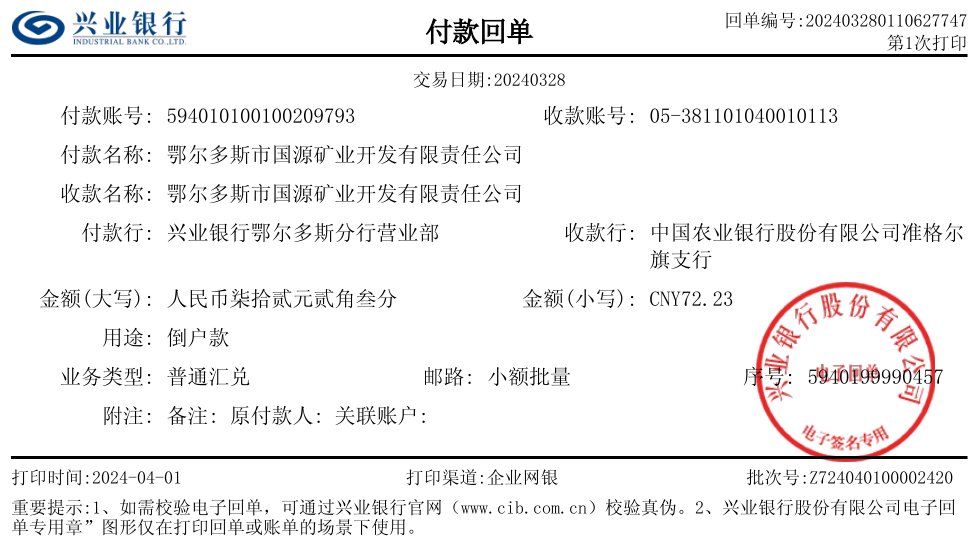 兴业银行
INDUSTRIAL BANK CO.,LTD.
付款回单
回单编号:202403280110627747
第1次打印
交易日期:20240328
付款账号: 594010100100209793 收款账号: 05-381101040010113
付款名称: 鄂尔多斯市国源矿业开发有限责任公司
收款名称: 鄂尔多斯市国源矿业开发有限责任公司
付款行: 兴业银行鄂尔多斯分行营业部 收款行: 中国农业银行股份有限公司准格尔
旗支行
金额(大写): 人民币柒拾贰元贰角叁分 金额(小写): CNY72.23
用途: 倒户款
业务类型: 普通汇兑 邮路: 小额批量 序号: 5940199990457
附注: 备注: 原付款人: 关联账户:
兴业银行股份有限公司
电子回单
电子签名专用
打印时间:2024-04-01 打印渠道:企业网银 批次号:Z724040100002420
重要提示:1、如需校验电子回单，可通过兴业银行官网（www.cib.com.cn）校验真伪。2、兴业银行股份有限公司电子回
单专用章”图形仅在打印回单或账单的场景下使用。